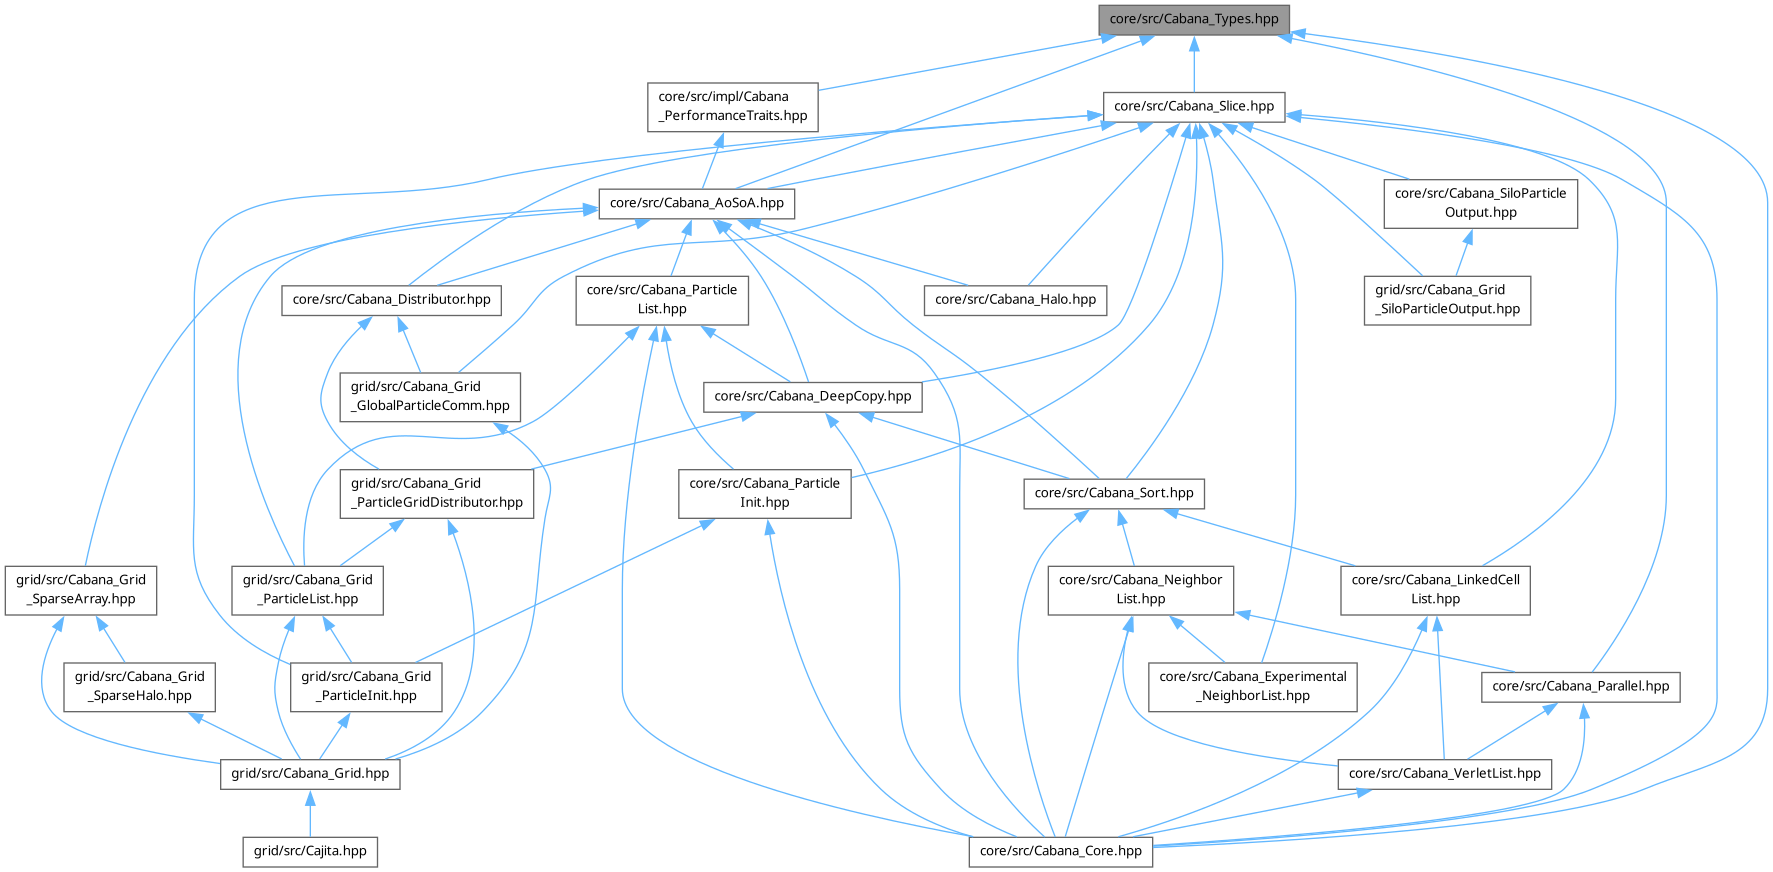 core/src/Cabana_Types.hpp
core/src/impl/Cabana
_PerformanceTraits.hpp
core/src/Cabana_Slice.hpp
core/src/Cabana_AoSoA.hpp
core/src/Cabana_SiloParticle
Output.hpp
core/src/Cabana_Distributor.hpp
core/src/Cabana_Particle
List.hpp
core/src/Cabana_Halo.hpp
grid/src/Cabana_Grid
_SiloParticleOutput.hpp
grid/src/Cabana_Grid
_GlobalParticleComm.hpp
core/src/Cabana_DeepCopy.hpp
grid/src/Cabana_Grid
_ParticleGridDistributor.hpp
core/src/Cabana_Particle
Init.hpp
core/src/Cabana_Sort.hpp
grid/src/Cabana_Grid
_SparseArray.hpp
grid/src/Cabana_Grid
_ParticleList.hpp
core/src/Cabana_Neighbor
List.hpp
core/src/Cabana_LinkedCell
List.hpp
grid/src/Cabana_Grid
_SparseHalo.hpp
grid/src/Cabana_Grid
_ParticleInit.hpp
core/src/Cabana_Experimental
_NeighborList.hpp
core/src/Cabana_Parallel.hpp
grid/src/Cabana_Grid.hpp
core/src/Cabana_VerletList.hpp
grid/src/Cajita.hpp
core/src/Cabana_Core.hpp